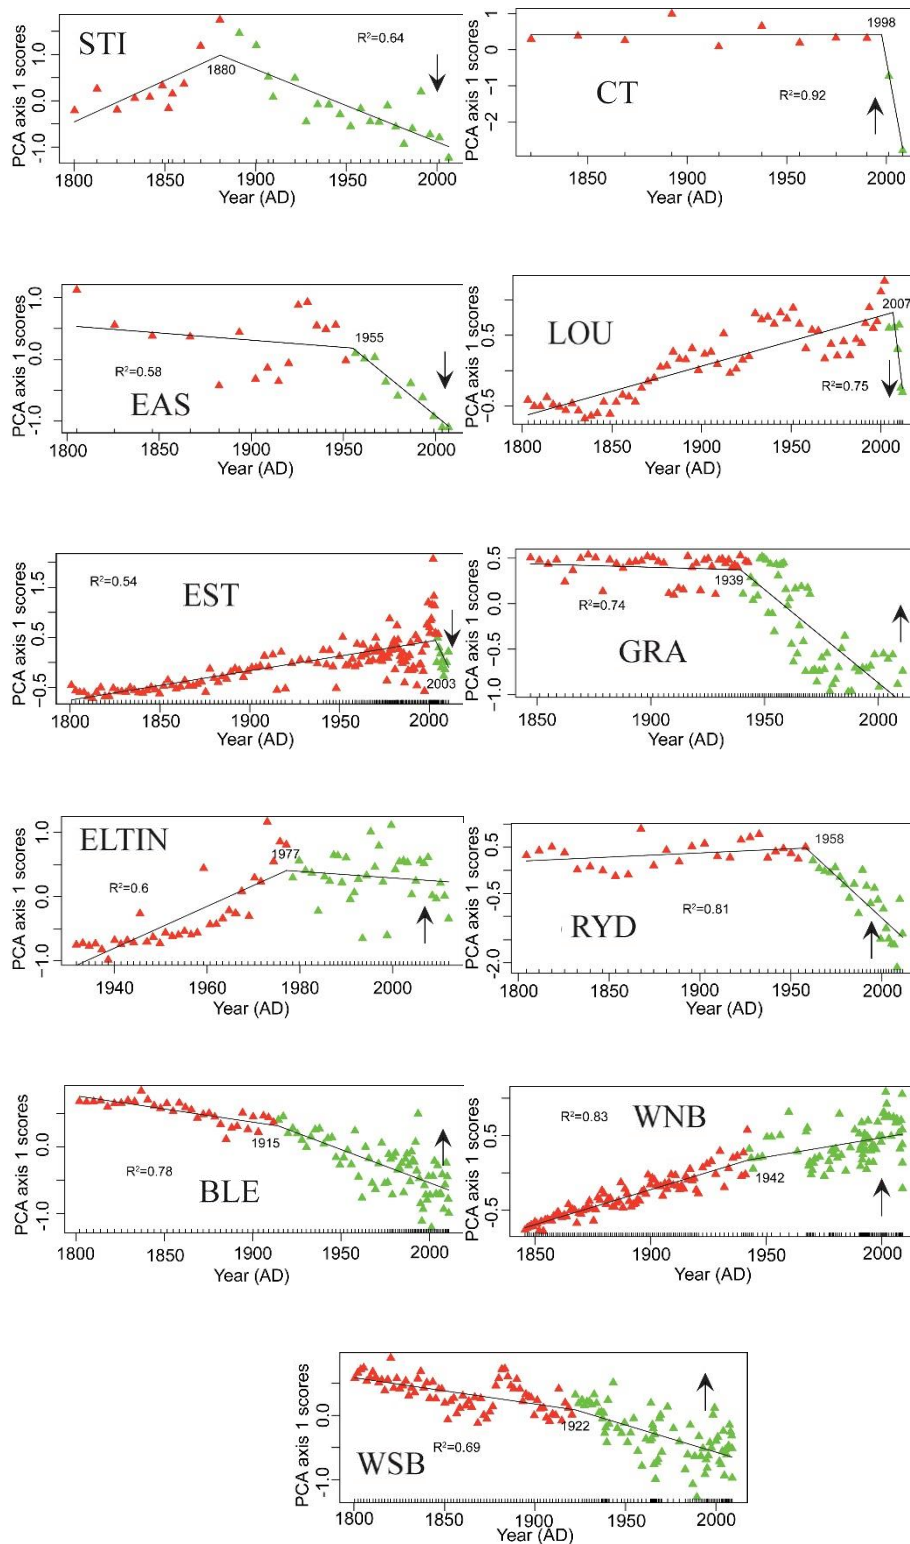 STI
R²=0.64
1880
PCA axis 1 scores
1.0
0.0
-1.0
1800
1850
1900
1950
2000
Year (AD)
CT
1998
R²=0.92
PCA axis 1 scores
1
0
-1
-2
1850
1900
1950
2000
Year (AD)
EAS
R²=0.58
1955
PCA axis 1 scores
1.0
0.0
-1.0
1800
1850
1900
1950
2000
Year (AD)
LOU
2007
R²=0.75
PCA axis 1 scores
0.5
-0.5
1800
1850
1900
1950
2000
Year (AD)
EST
R²=0.54
2003
PCA axis 1 scores
1.5
0.5
-0.5
1800
1850
1900
1950
2000
Year (AD)
GRA
R²=0.74
1939
PCA axis 1 scores
0.5
0.0
-0.5
-1.0
1850
1900
1950
2000
Year (AD)
ELTIN
R²=0.6
1977
PCA axis 1 scores
1.0
0.0
-1.0
1940
1960
1980
2000
Year (AD)
RYD
R²=0.81
1958
PCA axis 1 scores
0.5
-0.5
-2.0
1800
1850
1900
1950
2000
Year (AD)
BLE
R²=0.78
1915
PCA axis 1 scores
0.0
-1.0
1800
1850
1900
1950
2000
Year (AD)
WNB
R²=0.83
1942
PCA axis 1 scores
0.5
-0.5
1850
1900
1950
2000
Year (AD)
WSB
R²=0.69
1922
PCA axis 1 scores
0.0
-1.0
1800
1850
1900
1950
2000
Year (AD)